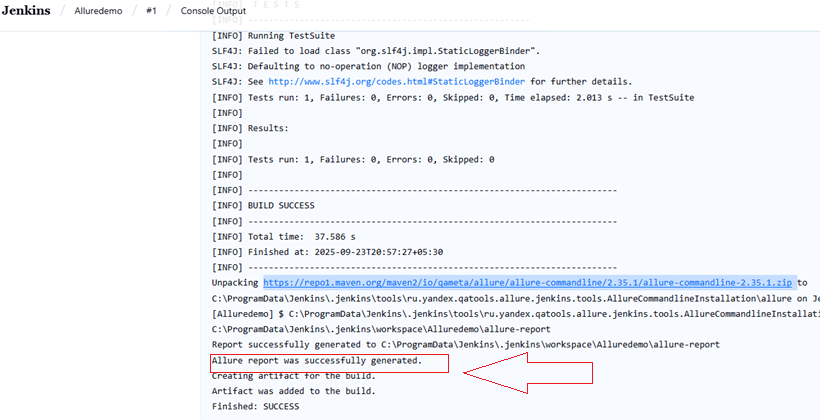 Jenkins / Alluredemo / #1 / Console Output
[INFO] T E S T S
[INFO] -------------------------------------------------------
[INFO] Running TestSuite
SLF4J: Failed to load class "org.slf4j.impl.StaticLoggerBinder".
SLF4J: Defaulting to no-operation (NOP) logger implementation
SLF4J: See http://www.slf4j.org/codes.html#StaticLoggerBinder for further details.
[INFO] Tests run: 1, Failures: 0, Errors: 0, Skipped: 0, Time elapsed: 2.013 s -- in TestSuite
[INFO]
[INFO] Results:
[INFO]
[INFO] Tests run: 1, Failures: 0, Errors: 0, Skipped: 0
[INFO]
[INFO] ------------------------------------------------------------------------
[INFO] BUILD SUCCESS
[INFO] ------------------------------------------------------------------------
[INFO] Total time:  37.586 s
[INFO] Finished at: 2025-09-23T20:57:27+05:30
[INFO] ------------------------------------------------------------------------
Unpacking https://repo1.maven.org/maven2/io/qameta/allure/allure-commandline/2.35.1/allure-commandline-2.35.1.zip to
C:\ProgramData\Jenkins\.jenkins\tools\ru.yandex.qatools.allure.jenkins.tools.AllureCommandlineInstallation\allure on Je
[Alluredemo] $ C:\ProgramData\Jenkins\.jenkins\tools\ru.yandex.qatools.allure.jenkins.tools.AllureCommandlineInstallati
C:\ProgramData\Jenkins\.jenkins\workspace\Alluredemo\allure-report
Report successfully generated to C:\ProgramData\Jenkins\.jenkins\workspace\Alluredemo\allure-report
Allure report was successfully generated.
Creating artifact for the build.
Artifact was added to the build.
Finished: SUCCESS